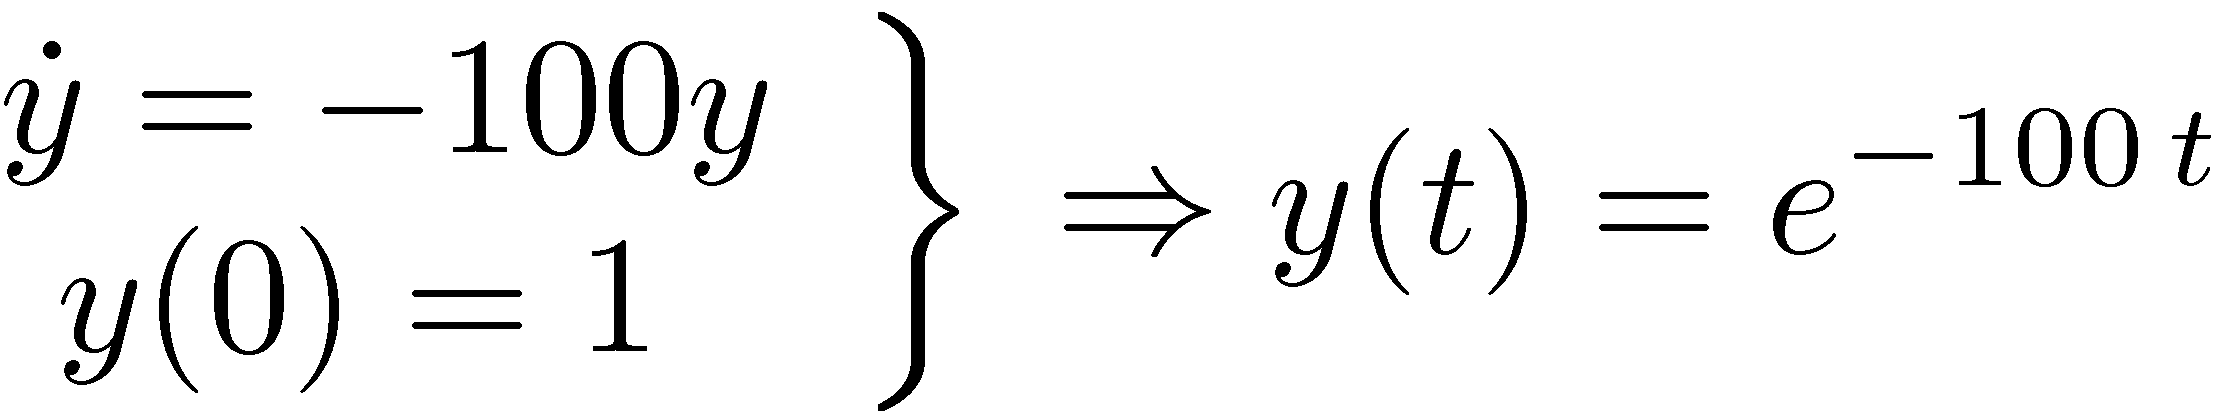 ẏ = −100y
y(0) = 1 } ⇒ y(t) = e^{−100 t}